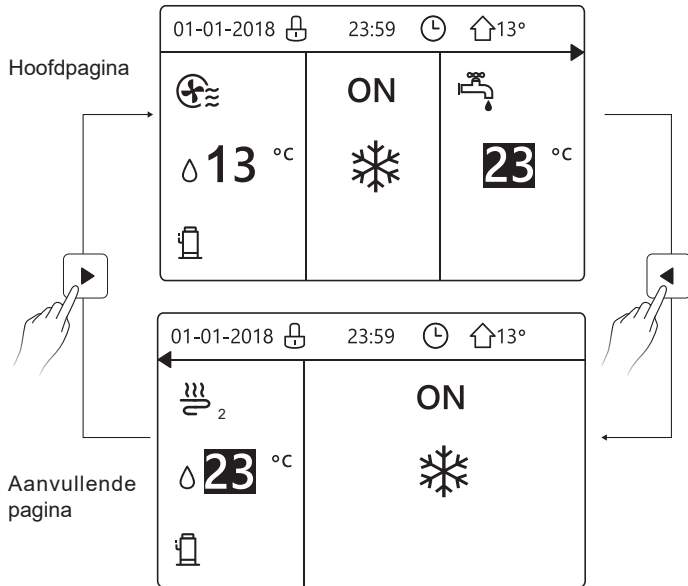 01-01-2018 23:59 13°
Hoofdpagina
ON
13 °C
23 °C
01-01-2018 23:59 13°
2
ON
23 °C
Aanvullende
pagina